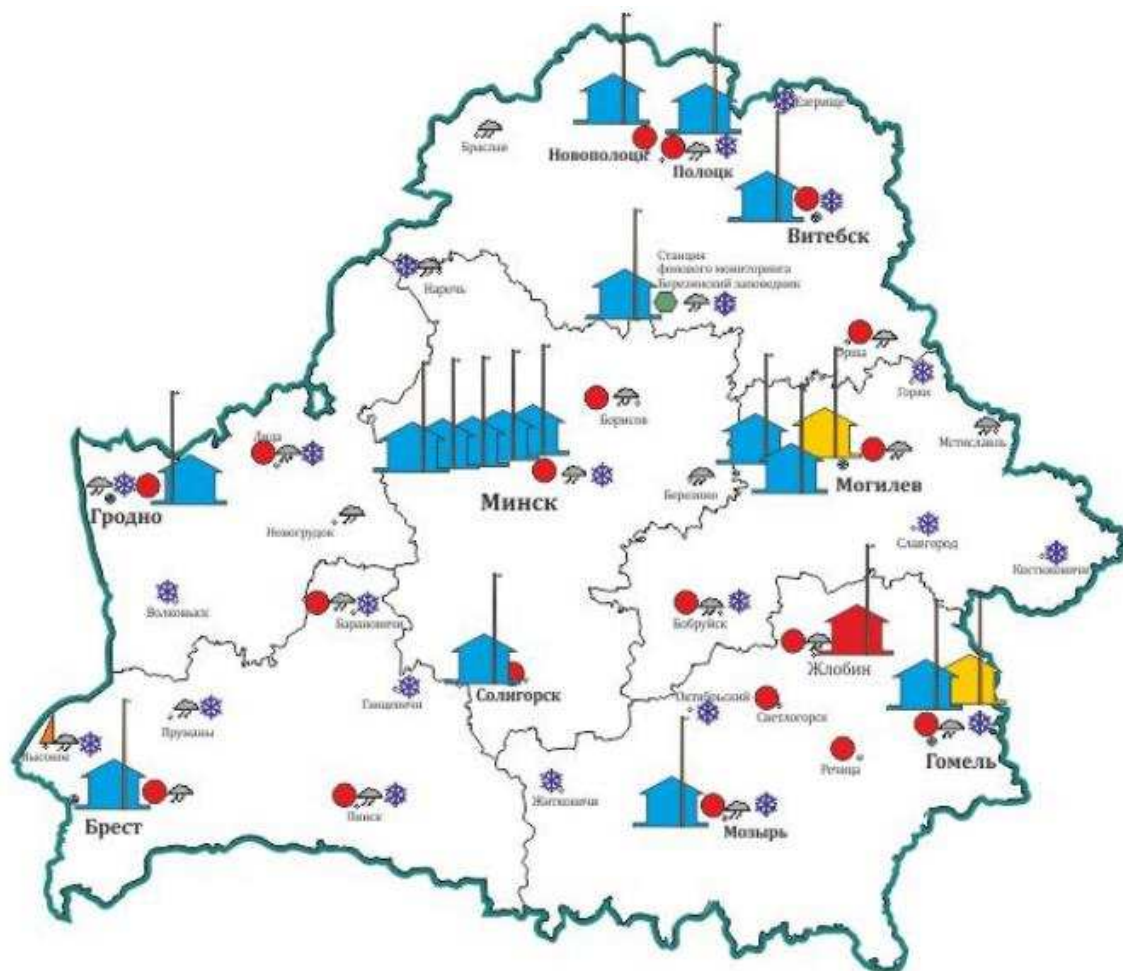 Езерище
Браслав
Новополоцк
Полоцк
Витебск
Станция
фонового мониторинга
Березинский заповедник
Нарочь
Орша
Горки
Борисов
Мстиславль
Лида
Березино
Могилев
Минск
Гродно
Новогрудок
Славгород
Костюковичи
Волковыск
Барановичи
Бобруйск
Жлобин
Солигорск
Ганцевичи
Октябрьский
Светлогорск
Пружаны
Высокое
Гомель
Речица
Житковичи
Брест
Пинск
Мозырь